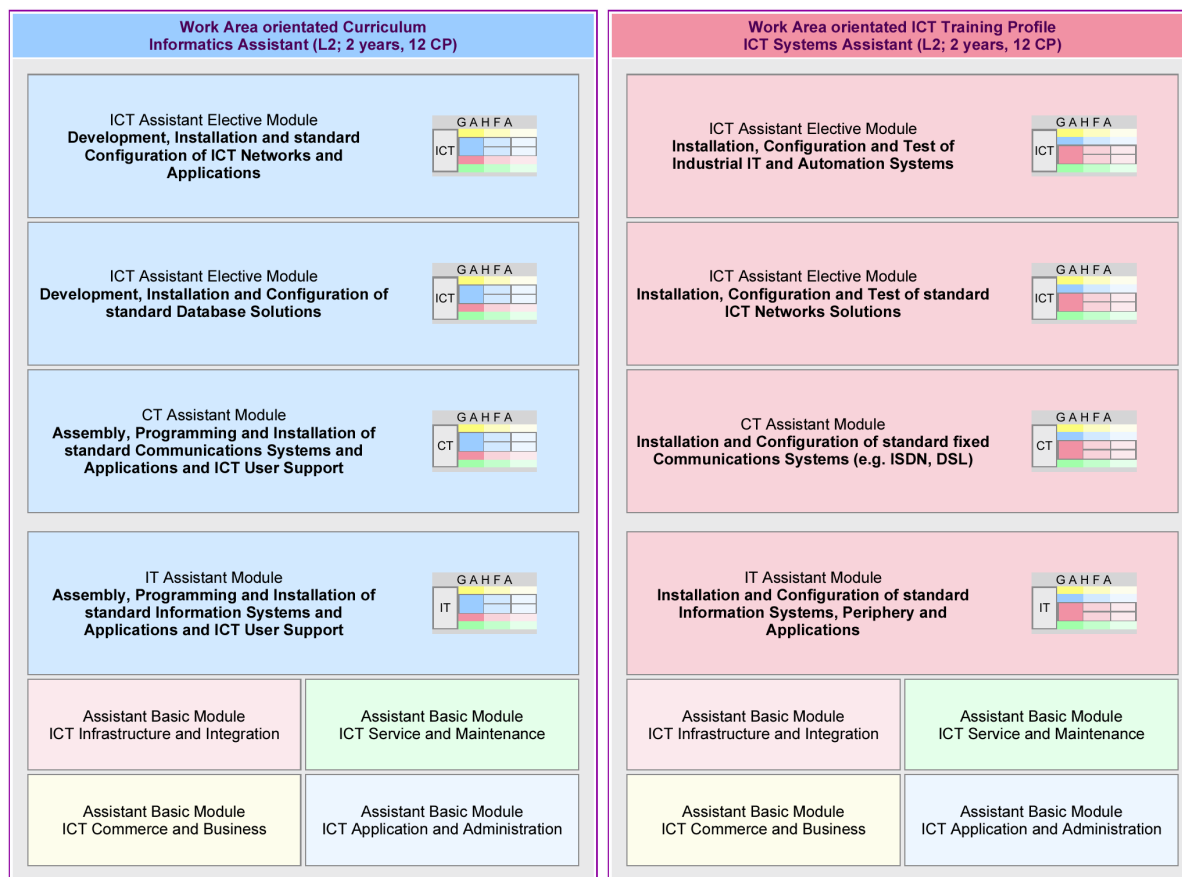 Work Area orientated Curriculum
Informatics Assistant (L2; 2 years, 12 CP)
ICT Assistant Elective Module
Development, Installation and standard
Configuration of ICT Networks and
Applications
G A H F A
ICT
ICT Assistant Elective Module
Development, Installation and Configuration of
standard Database Solutions
G A H F A
ICT
CT Assistant Module
Assembly, Programming and Installation of
standard Communications Systems and
Applications and ICT User Support
G A H F A
CT
IT Assistant Module
Assembly, Programming and Installation of
standard Information Systems and
Applications and ICT User Support
G A H F A
IT
Assistant Basic Module
ICT Infrastructure and Integration
Assistant Basic Module
ICT Service and Maintenance
Assistant Basic Module
ICT Commerce and Business
Assistant Basic Module
ICT Application and Administration
Work Area orientated ICT Training Profile
ICT Systems Assistant (L2; 2 years, 12 CP)
ICT Assistant Elective Module
Installation, Configuration and Test of
Industrial IT and Automation Systems
G A H F A
ICT
ICT Assistant Elective Module
Installation, Configuration and Test of standard
ICT Networks Solutions
G A H F A
ICT
CT Assistant Module
Installation and Configuration of standard fixed
Communications Systems (e.g. ISDN, DSL)
G A H F A
CT
IT Assistant Module
Installation and Configuration of standard
Information Systems, Periphery and
Applications
G A H F A
IT
Assistant Basic Module
ICT Infrastructure and Integration
Assistant Basic Module
ICT Service and Maintenance
Assistant Basic Module
ICT Commerce and Business
Assistant Basic Module
ICT Application and Administration